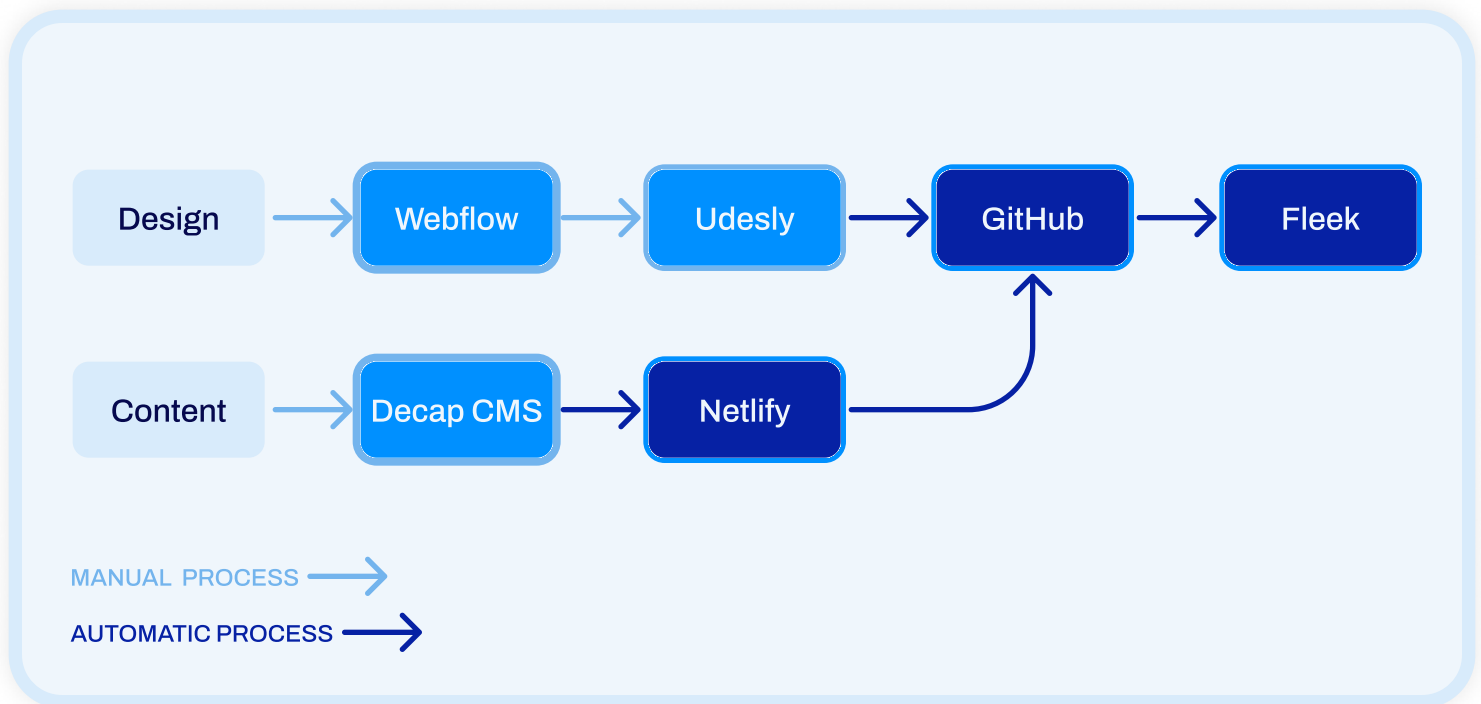 Design
Webflow
Udesly
GitHub
Fleek
Content
Decap CMS
Netlify
MANUAL PROCESS
AUTOMATIC PROCESS